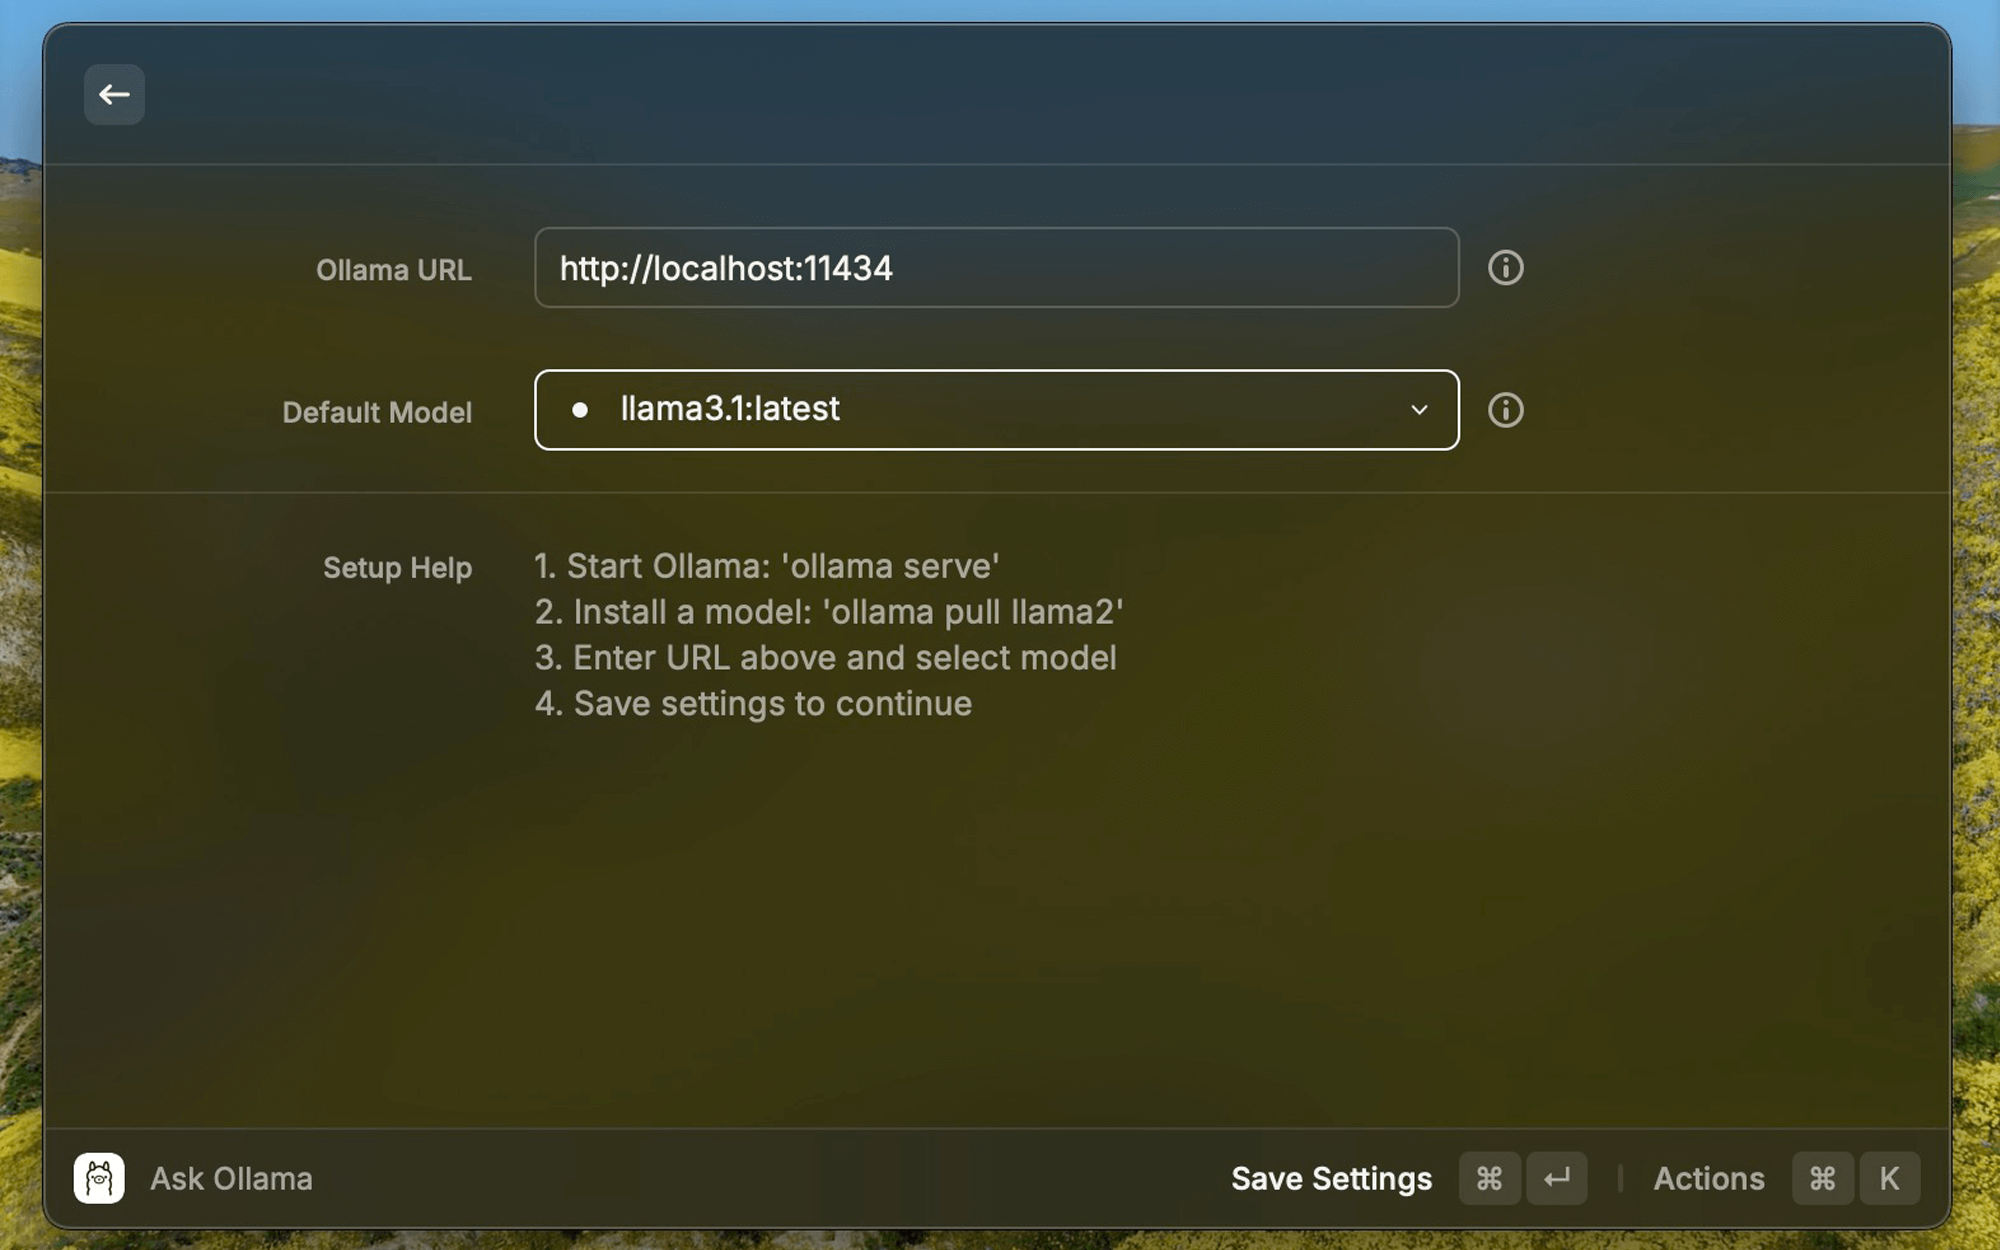 Ollama URL
http://localhost:11434
Default Model
llama3.1:latest
Setup Help
1. Start Ollama: 'ollama serve'
2. Install a model: 'ollama pull llama2'
3. Enter URL above and select model
4. Save settings to continue
Ask Ollama
Save Settings ⌘ ↵
Actions ⌘ K